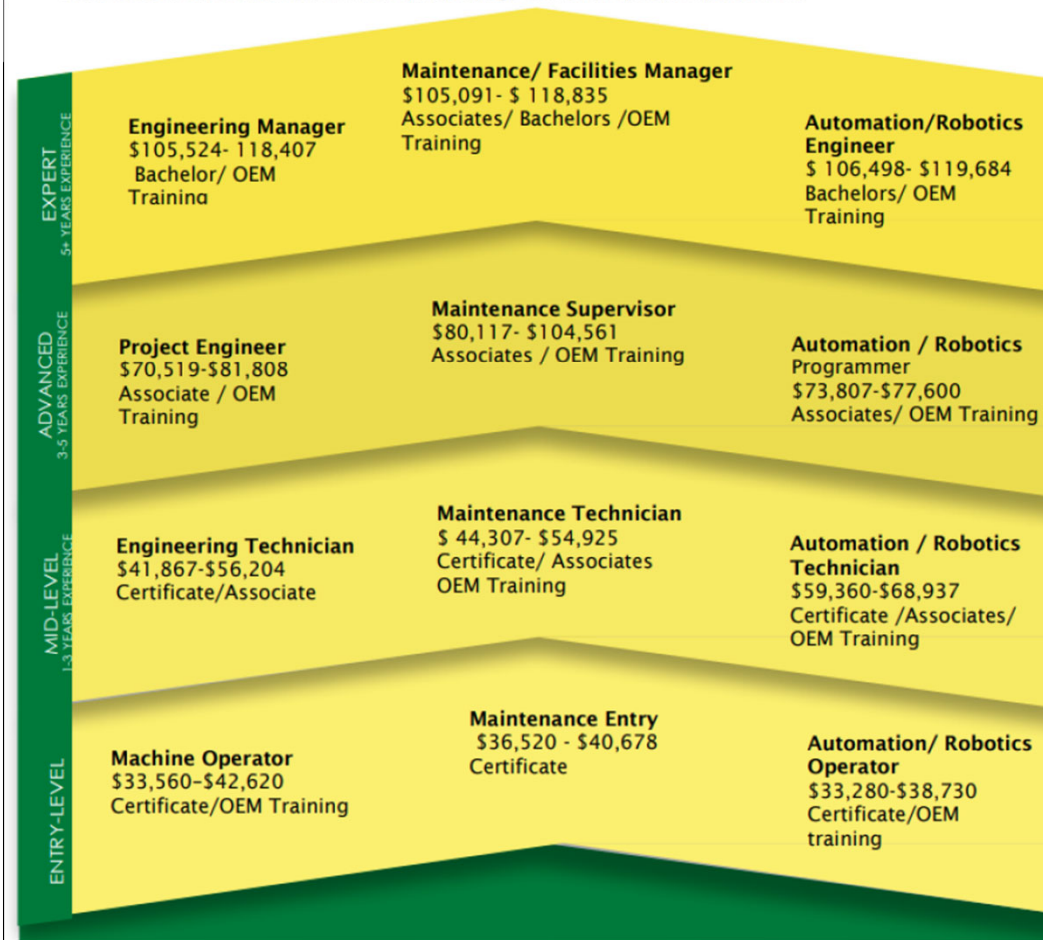 EXPERT
5+ YEARS EXPERIENCE
Engineering Manager
$105,524- 118,407
Bachelor/ OEM
Training
Maintenance/ Facilities Manager
$105,091- $ 118,835
Associates/ Bachelors /OEM
Training
Automation/Robotics
Engineer
$ 106,498- $119,684
Bachelors/ OEM
Training
ADVANCED
3-5 YEARS EXPERIENCE
Project Engineer
$70,519-$81,808
Associate / OEM
Training
Maintenance Supervisor
$80,117- $104,561
Associates / OEM Training
Automation / Robotics
Programmer
$73,807-$77,600
Associates/ OEM Training
MID-LEVEL
1-3 YEARS EXPERIENCE
Engineering Technician
$41,867-$56,204
Certificate/Associate
Maintenance Technician
$ 44,307- $54,925
Certificate/ Associates
OEM Training
Automation / Robotics
Technician
$59,360-$68,937
Certificate /Associates/
OEM Training
ENTRY-LEVEL
Machine Operator
$33,560–$42,620
Certificate/OEM Training
Maintenance Entry
$36,520 - $40,678
Certificate
Automation/ Robotics
Operator
$33,280-$38,730
Certificate/OEM
training